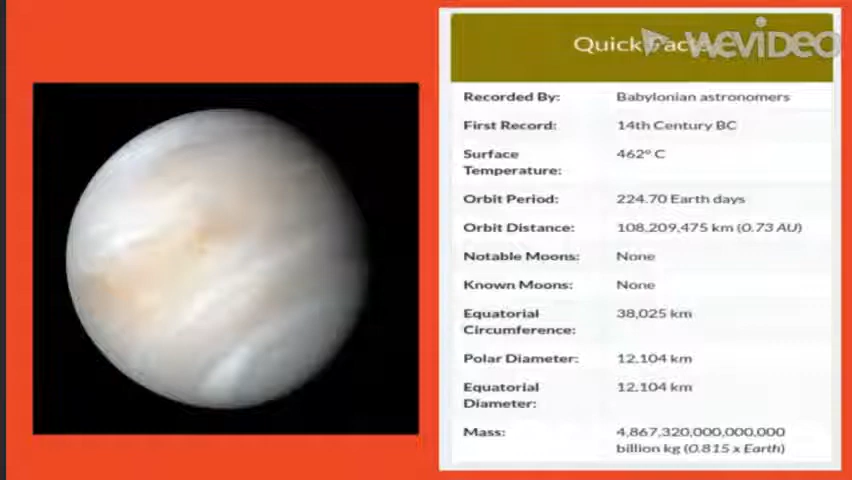 Quick Facts
WeVideo
Recorded By: Babylonian astronomers
First Record: 14th Century BC
Surface 462° C
Temperature:
Orbit Period: 224.70 Earth days
Orbit Distance: 108,209,475 km (0.73 AU)
Notable Moons: None
Known Moons: None
Equatorial 38,025 km
Circumference:
Polar Diameter: 12,104 km
Equatorial 12,104 km
Diameter:
Mass: 4,867,320,000,000,000
billion kg (0.815 x Earth)